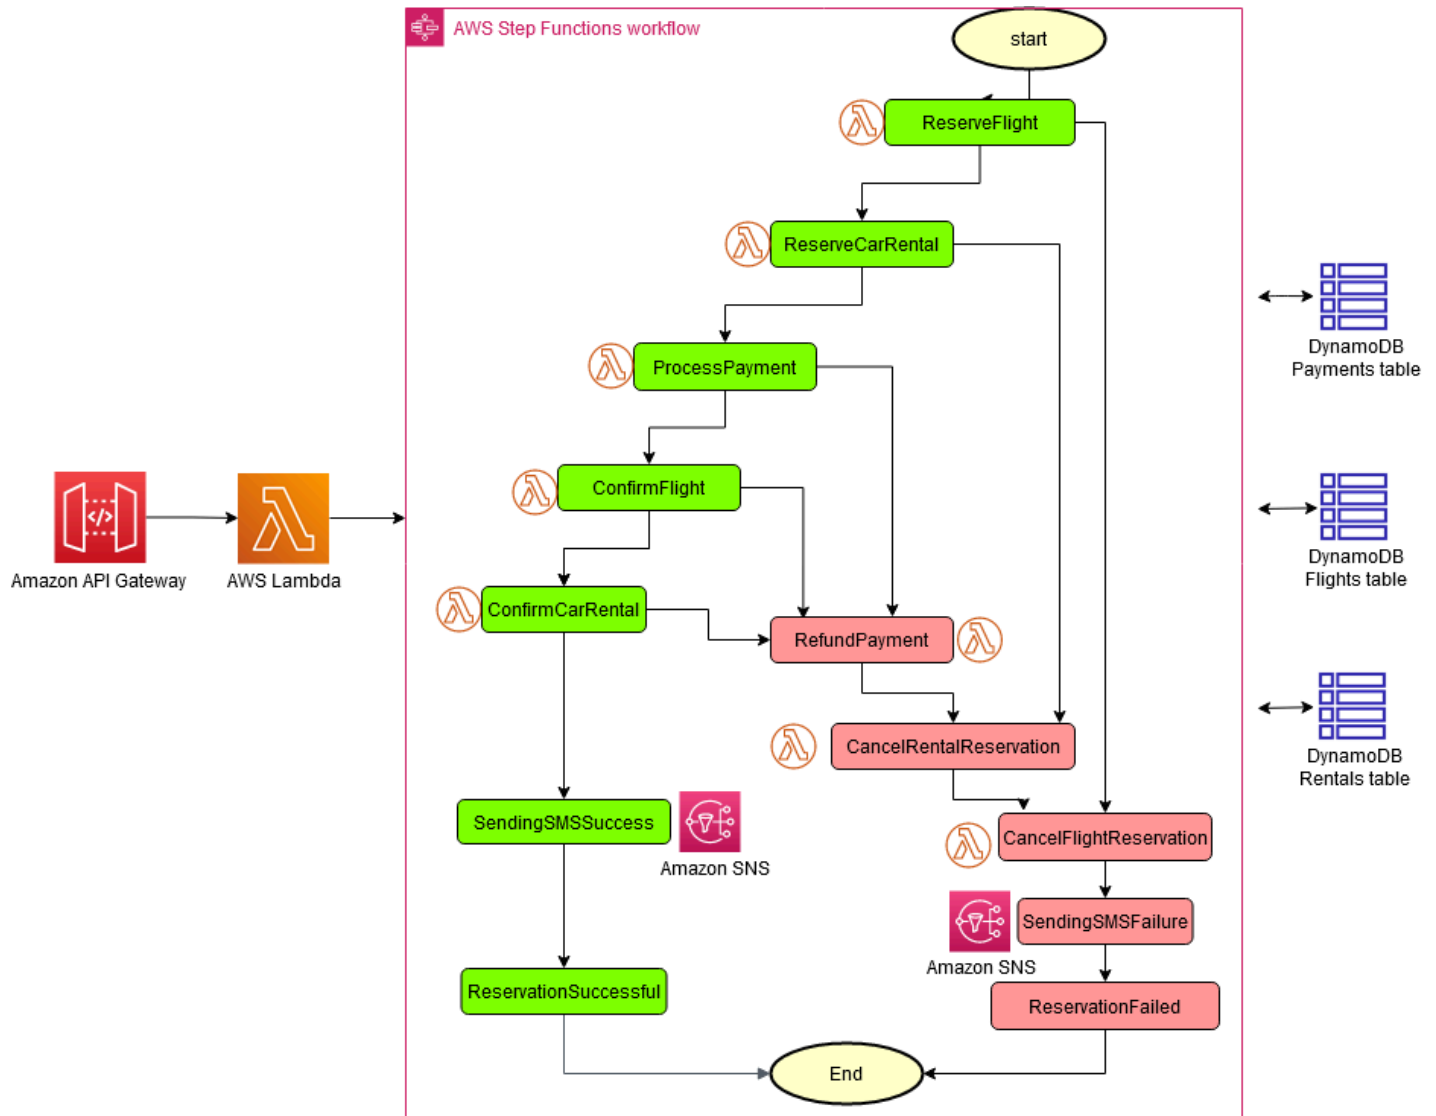 AWS Step Functions workflow
start
ReserveFlight
ReserveCarRental
ProcessPayment
ConfirmFlight
ConfirmCarRental
RefundPayment
CancelRentalReservation
SendingSMSSuccess
Amazon SNS
CancelFlightReservation
SendingSMSFailure
Amazon SNS
ReservationSuccessful
ReservationFailed
End
</>
Amazon API Gateway
AWS Lambda
DynamoDB
Payments table
DynamoDB
Flights table
DynamoDB
Rentals table